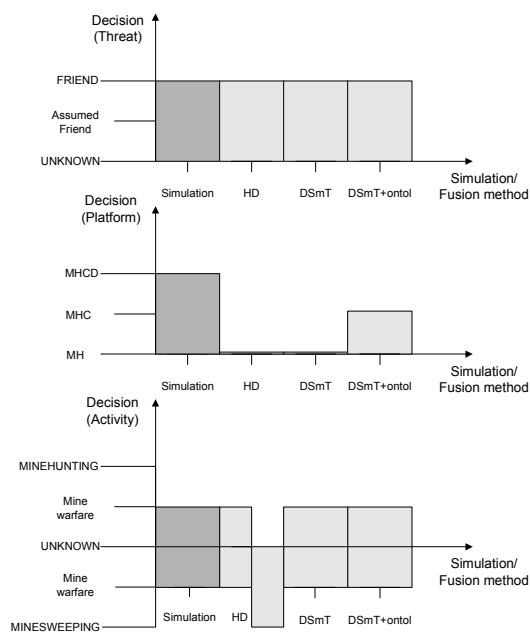 Decision
(Threat)
FRIEND
Assumed
Friend
UNKNOWN
Simulation
HD
DSmT
DSmT+ontol
Simulation/
Fusion method
Decision
(Platform)
MHCD
MHC
MH
Simulation
HD
DSmT
DSmT+ontol
Simulation/
Fusion method
Decision
(Activity)
MINEHUNTING
Mine
warfare
UNKNOWN
Mine
warfare
MINESWEEPING
Simulation
HD
DSmT
DSmT+ontol
Simulation/
Fusion method